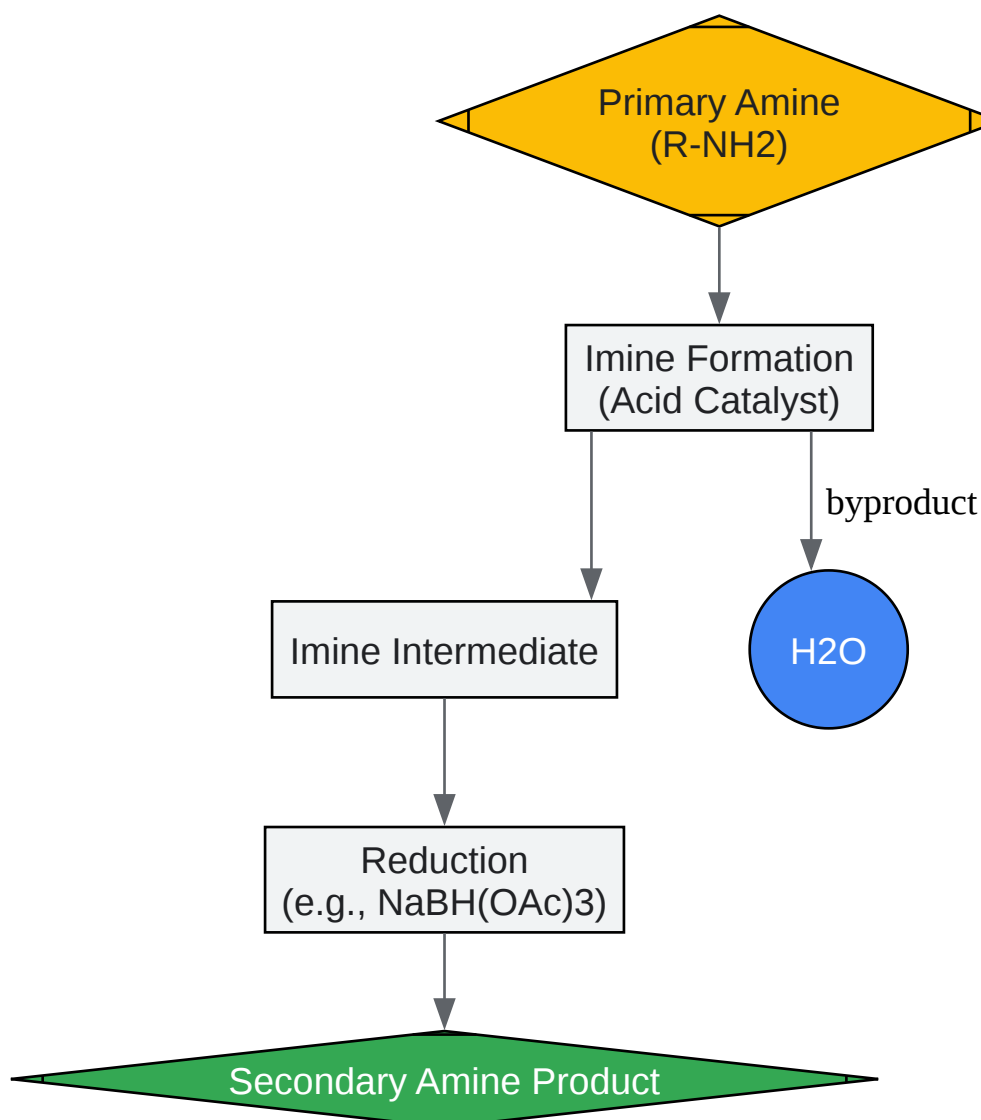 Primary Amine
(R-NH2)
Imine Formation
(Acid Catalyst)
byproduct
Imine Intermediate
H2O
Reduction
(e.g., NaBH(OAc)3)
Secondary Amine Product